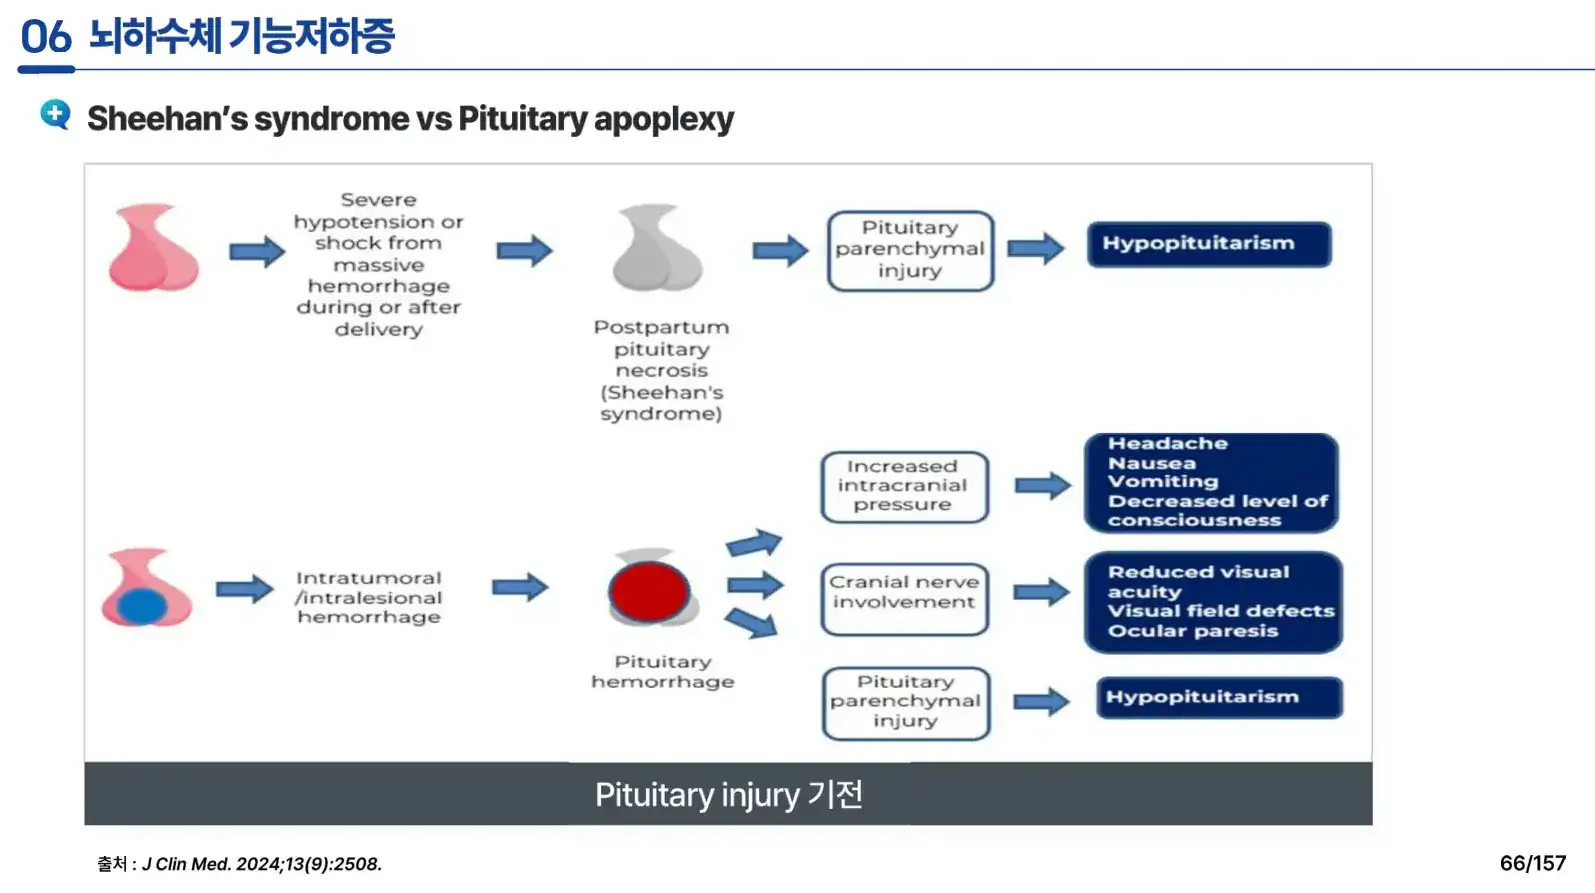 06 뇌하수체 기능저하증
Sheehan’s syndrome vs Pituitary apoplexy
Severe
hypotension or
shock from
massive
hemorrhage
during or after
delivery
Postpartum
pituitary
necrosis
(Sheehan's
syndrome)
Pituitary
parenchymal
injury
Hypopituitarism
Intratumoral
/intralesional
hemorrhage
Pituitary
hemorrhage
Increased
intracranial
pressure
Headache
Nausea
Vomiting
Decreased level of
consciousness
Cranial nerve
involvement
Reduced visual
acuity
Visual field defects
Ocular paresis
Pituitary
parenchymal
injury
Hypopituitarism
Pituitary injury 기전
출처 : J Clin Med. 2024;13(9):2508.
66/157